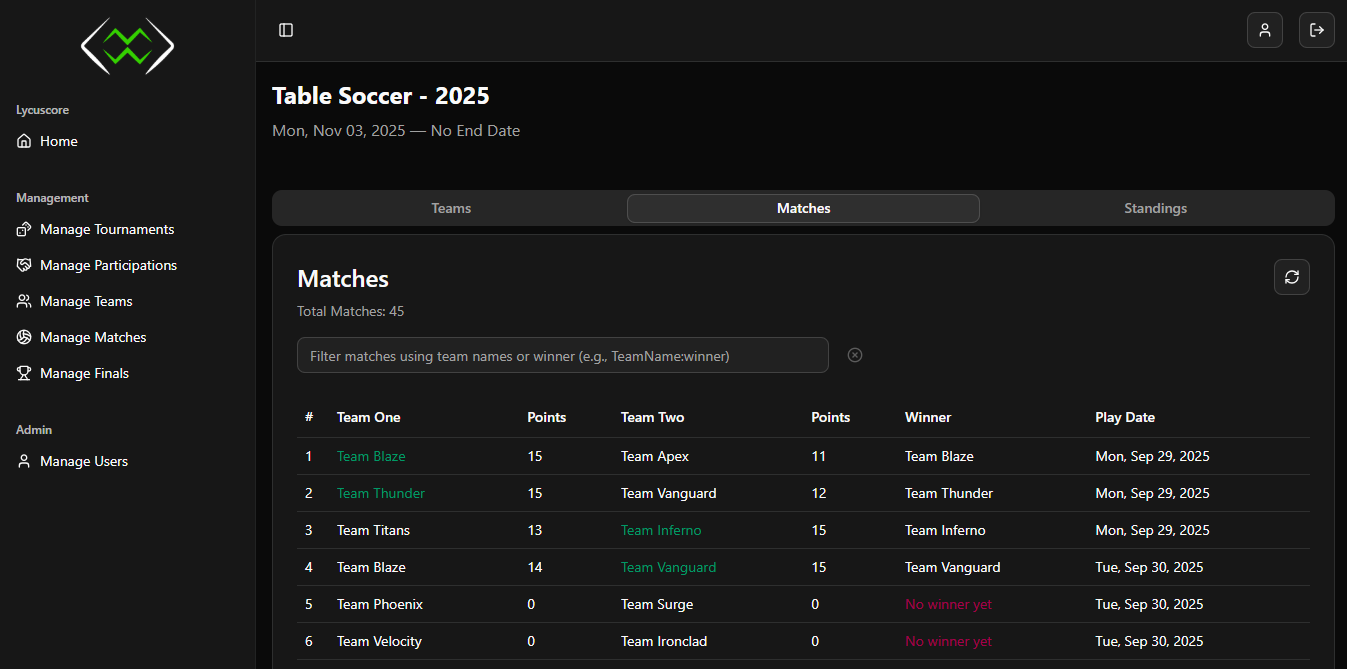 Lycuscore
Home
Management
Manage Tournaments
Manage Participations
Manage Teams
Manage Matches
Manage Finals
Admin
Manage Users
Table Soccer - 2025
Mon, Nov 03, 2025 — No End Date
Teams Matches Standings
Matches
Total Matches: 45
Filter matches using team names or winner (e.g., TeamName:winner)
# Team One Points Team Two Points Winner Play Date
1 Team Blaze 15 Team Apex 11 Team Blaze Mon, Sep 29, 2025
2 Team Thunder 15 Team Vanguard 12 Team Thunder Mon, Sep 29, 2025
3 Team Titans 13 Team Inferno 15 Team Inferno Mon, Sep 29, 2025
4 Team Blaze 14 Team Vanguard 15 Team Vanguard Tue, Sep 30, 2025
5 Team Phoenix 0 Team Surge 0 No winner yet Tue, Sep 30, 2025
6 Team Velocity 0 Team Ironclad 0 No winner yet Tue, Sep 30, 2025